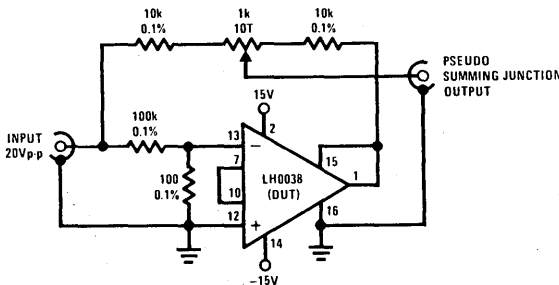 10k
0.1%
1k
10T
10k
0.1%
PSEUDO
SUMMING JUNCTION
OUTPUT
15V
2
INPUT
20Vp-p
100k
0.1%
13
−
7
15
LH0038
(DUT)
1
100
0.1%
10
12
+
16
14
−15V